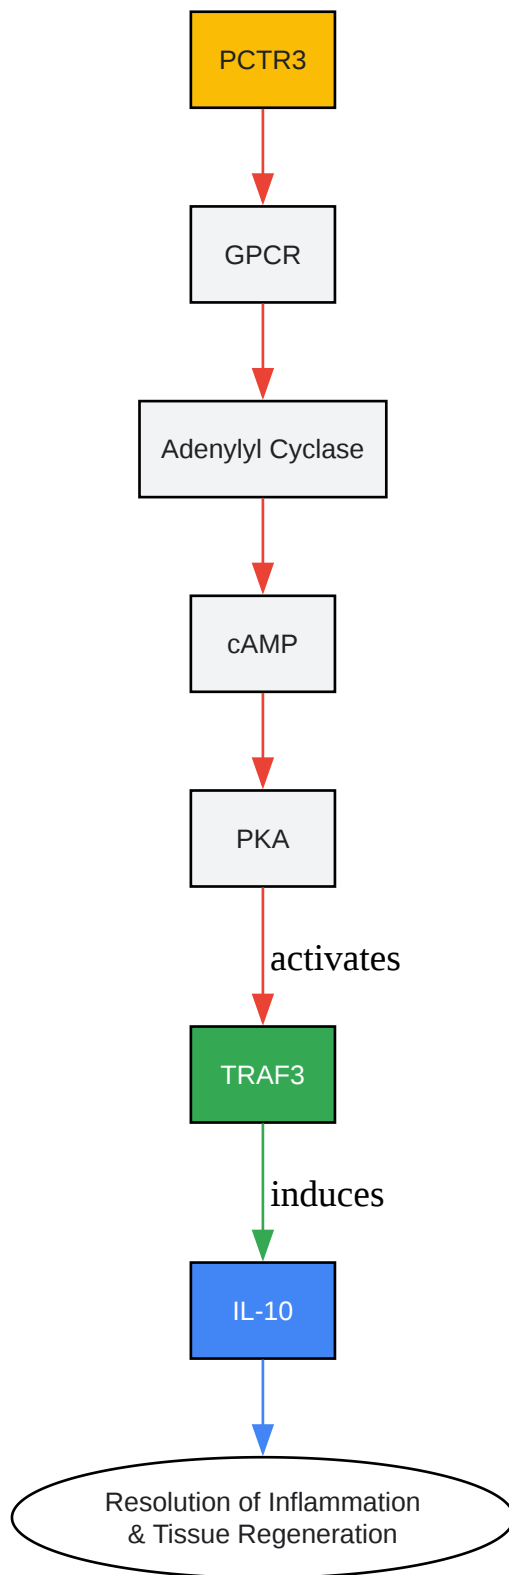 PCTR3
GPCR
Adenylyl Cyclase
cAMP
PKA
activates
TRAF3
induces
IL-10
Resolution of Inflammation
& Tissue Regeneration